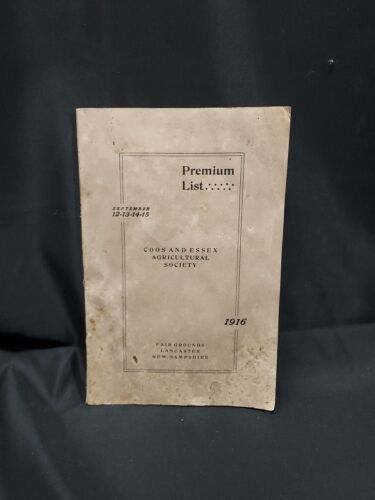 Premium
List
SEPTEMBER
12-13-14-15
COOS AND ESSEX
AGRICULTURAL
SOCIETY
1916
FAIR GROUNDS
LANCASTER
NEW HAMPSHIRE